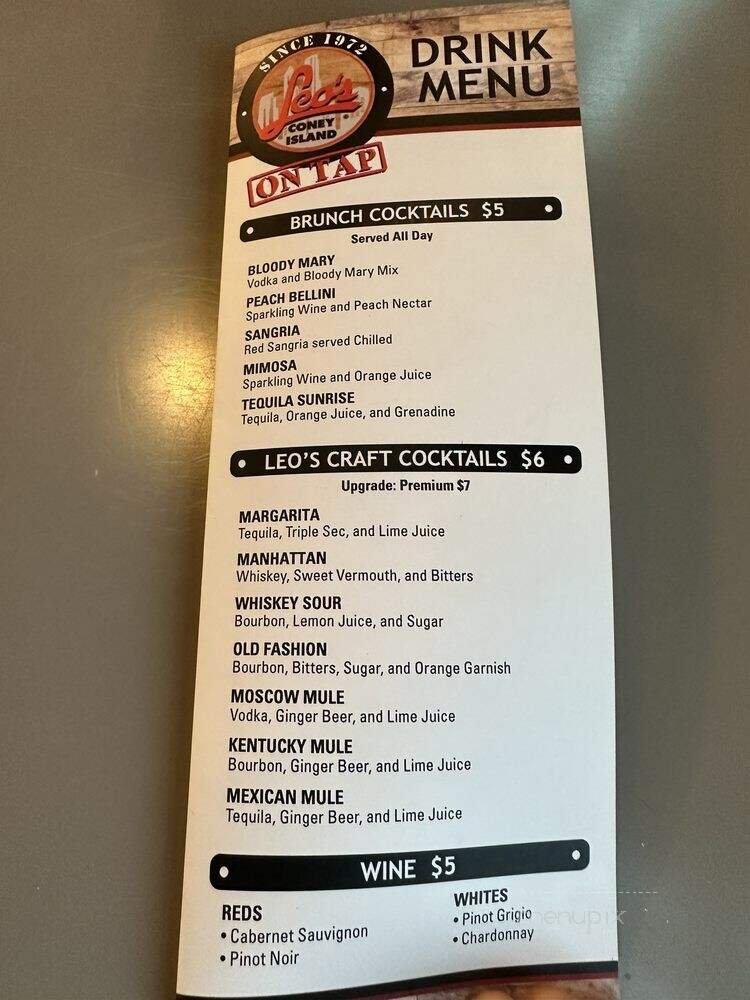 SINCE 1972
Leo's
CONEY
ISLAND
ON TAP
DRINK
MENU
BRUNCH COCKTAILS $5
Served All Day
BLOODY MARY
Vodka and Bloody Mary Mix
PEACH BELLINI
Sparkling Wine and Peach Nectar
SANGRIA
Red Sangria served Chilled
MIMOSA
Sparkling Wine and Orange Juice
TEQUILA SUNRISE
Tequila, Orange Juice, and Grenadine
LEO'S CRAFT COCKTAILS $6
Upgrade: Premium $7
MARGARITA
Tequila, Triple Sec, and Lime Juice
MANHATTAN
Whiskey, Sweet Vermouth, and Bitters
WHISKEY SOUR
Bourbon, Lemon Juice, and Sugar
OLD FASHION
Bourbon, Bitters, Sugar, and Orange Garnish
MOSCOW MULE
Vodka, Ginger Beer, and Lime Juice
KENTUCKY MULE
Bourbon, Ginger Beer, and Lime Juice
MEXICAN MULE
Tequila, Ginger Beer, and Lime Juice
WINE $5
REDS
• Cabernet Sauvignon
• Pinot Noir
WHITES
• Pinot Grigio
• Chardonnay